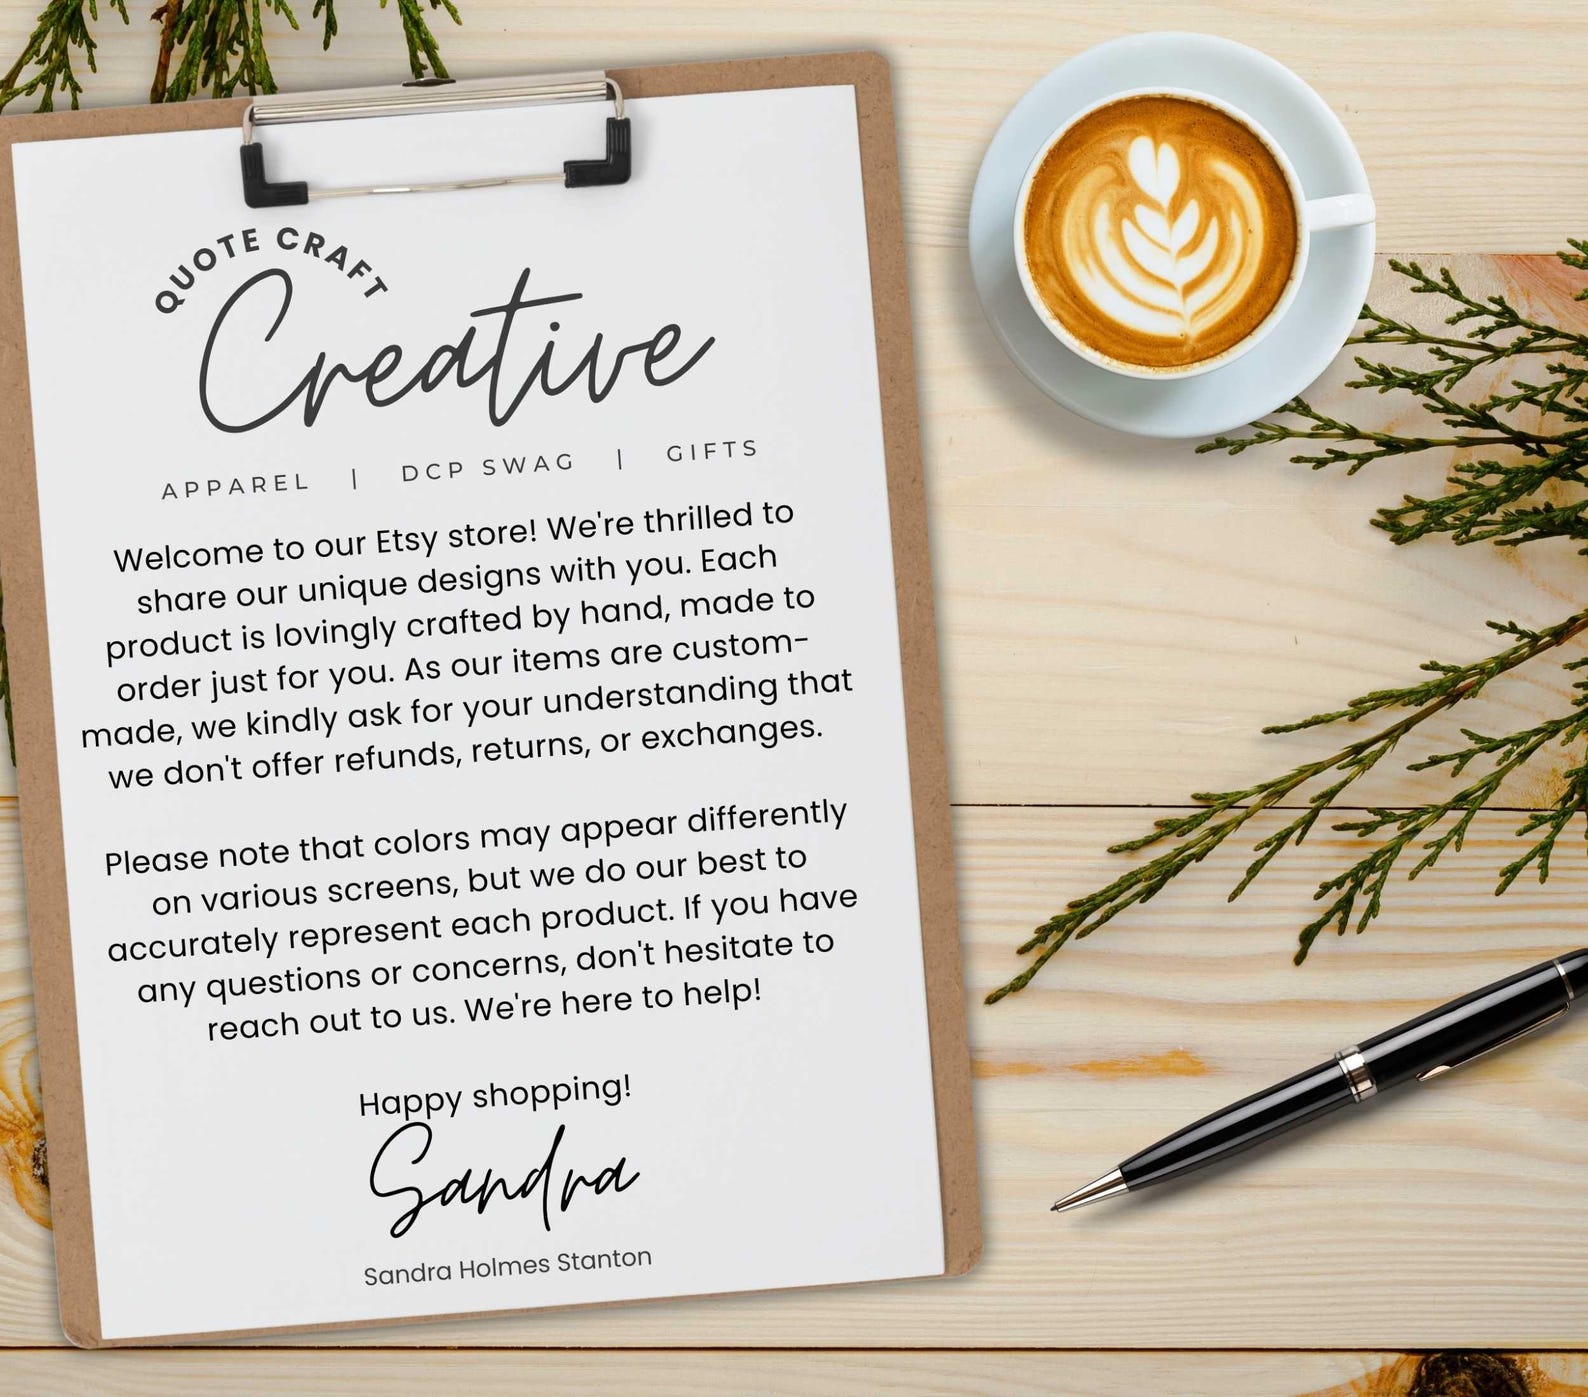 QUOTE CRAFT
Creative
APPAREL | DCP SWAG | GIFTS
Welcome to our Etsy store! We're thrilled to
share our unique designs with you. Each
product is lovingly crafted by hand, made to
order just for you. As our items are custom-
made, we kindly ask for your understanding that
we don't offer refunds, returns, or exchanges.
Please note that colors may appear differently
on various screens, but we do our best to
accurately represent each product. If you have
any questions or concerns, don't hesitate to
reach out to us. We're here to help!
Happy shopping!
Sandra
Sandra Holmes Stanton